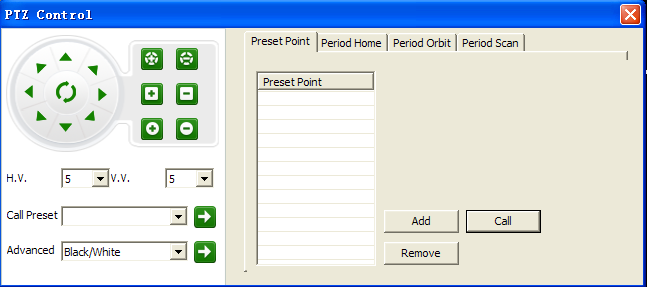 PTZ Control
Preset Point Period Home Period Orbit Period Scan
Preset Point
H.V. 5 V.V. 5
Call Preset
Add Call
Advanced Black/White
Remove